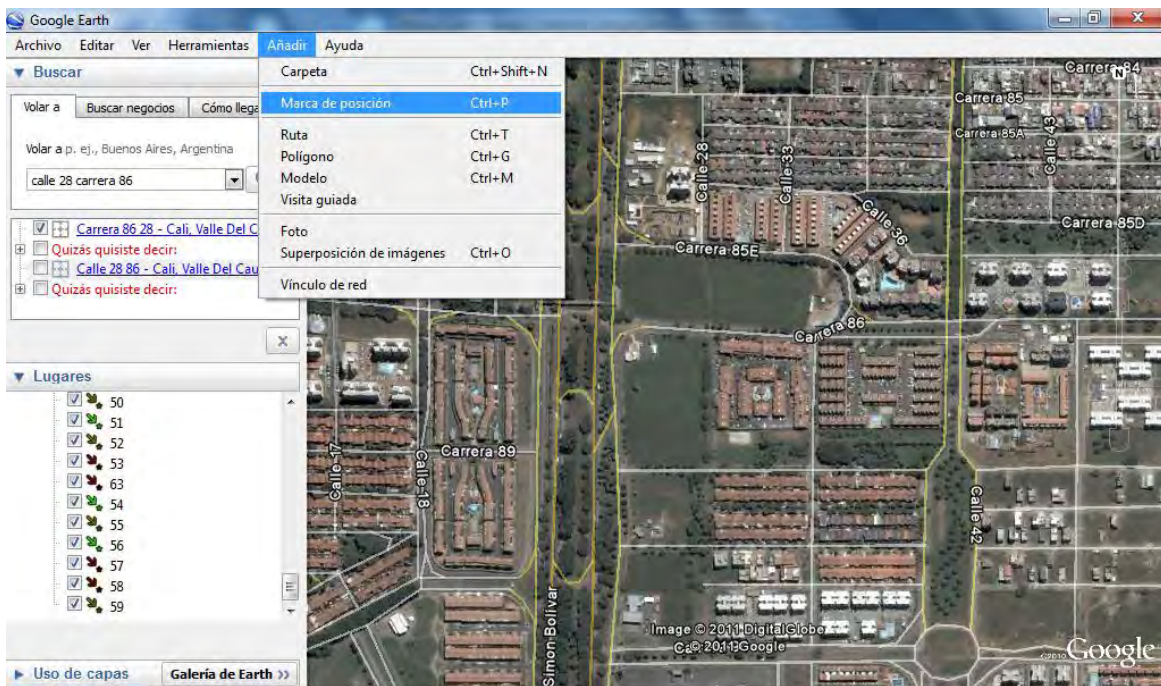 Google Earth
Archivo Editar Ver Herramientas Añadir Ayuda
Buscar
Volar a Buscar negocios Cómo llega
Volar a p. ej., Buenos Aires, Argentina
calle 28 carrera 86
Carrera 86 28 - Cali, Valle Del C
Quizás quisiste decir:
Calle 28 86 - Cali, Valle Del Cau
Quizás quisiste decir:
Lugares
50
51
52
53
63
54
55
56
57
58
59
Uso de capas Galería de Earth >>
Carpeta Ctrl+Shift+N
Marca de posición Ctrl+P
Ruta Ctrl+T
Polígono Ctrl+G
Modelo Ctrl+M
Visita guiada
Foto
Superposición de imágenes Ctrl+O
Vínculo de red
Carrera 84
N
Carrera 85
Carrera 85A
Calle 43
Calle 28
Calle 33
Calle 36
Carrera 85D
Carrera 85E
Carrera 86
Carrera 89
Calle 17
Calle 18
Calle 42
Simon Bolívar
Image © 2011 DigitalGlobe
© 2011 Google
©2010 Google